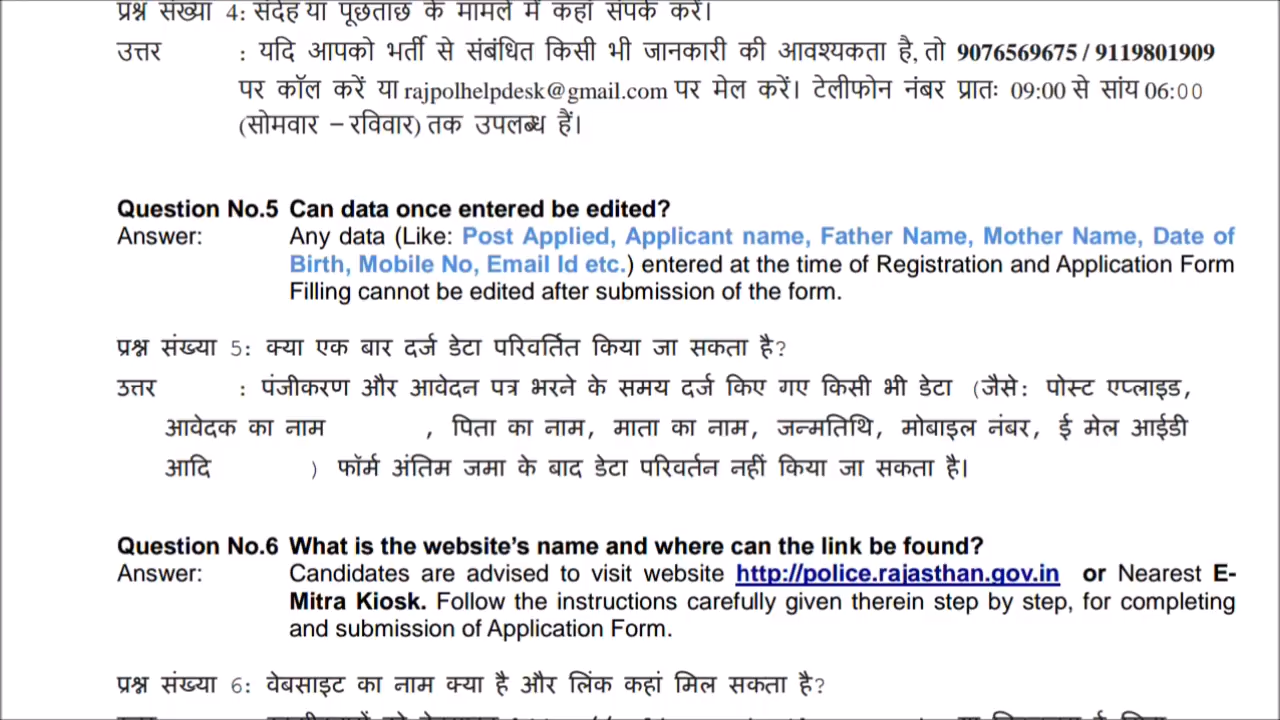 प्रश्न संख्या 4: संदेह या पूछताछ के मामले में कहां संपर्क करें।
उत्तर : यदि आपको भर्ती से संबंधित किसी भी जानकारी की आवश्यकता है, तो 9076569675 / 9119801909
पर कॉल करें या rajpolhelpdesk@gmail.com पर मेल करें। टेलीफोन नंबर प्रातः 09:00 से सांय 06:00
(सोमवार – रविवार) तक उपलब्ध हैं।
Question No.5 Can data once entered be edited?
Answer: Any data (Like: Post Applied, Applicant name, Father Name, Mother Name, Date of
Birth, Mobile No, Email Id etc.) entered at the time of Registration and Application Form
Filling cannot be edited after submission of the form.
प्रश्न संख्या 5: क्या एक बार दर्ज डेटा परिवर्तित किया जा सकता है?
उत्तर : पंजीकरण और आवेदन पत्र भरने के समय दर्ज किए गए किसी भी डेटा (जैसे: पोस्ट एप्लाइड,
आवेदक का नाम , पिता का नाम, माता का नाम, जन्मतिथि, मोबाइल नंबर, ई मेल आईडी
आदि ) फॉर्म अंतिम जमा के बाद डेटा परिवर्तन नहीं किया जा सकता है।
Question No.6 What is the website’s name and where can the link be found?
Answer: Candidates are advised to visit website http://police.rajasthan.gov.in or Nearest E-
Mitra Kiosk. Follow the instructions carefully given therein step by step, for completing
and submission of Application Form.
प्रश्न संख्या 6: वेबसाइट का नाम क्या है और लिंक कहां मिल सकता है?